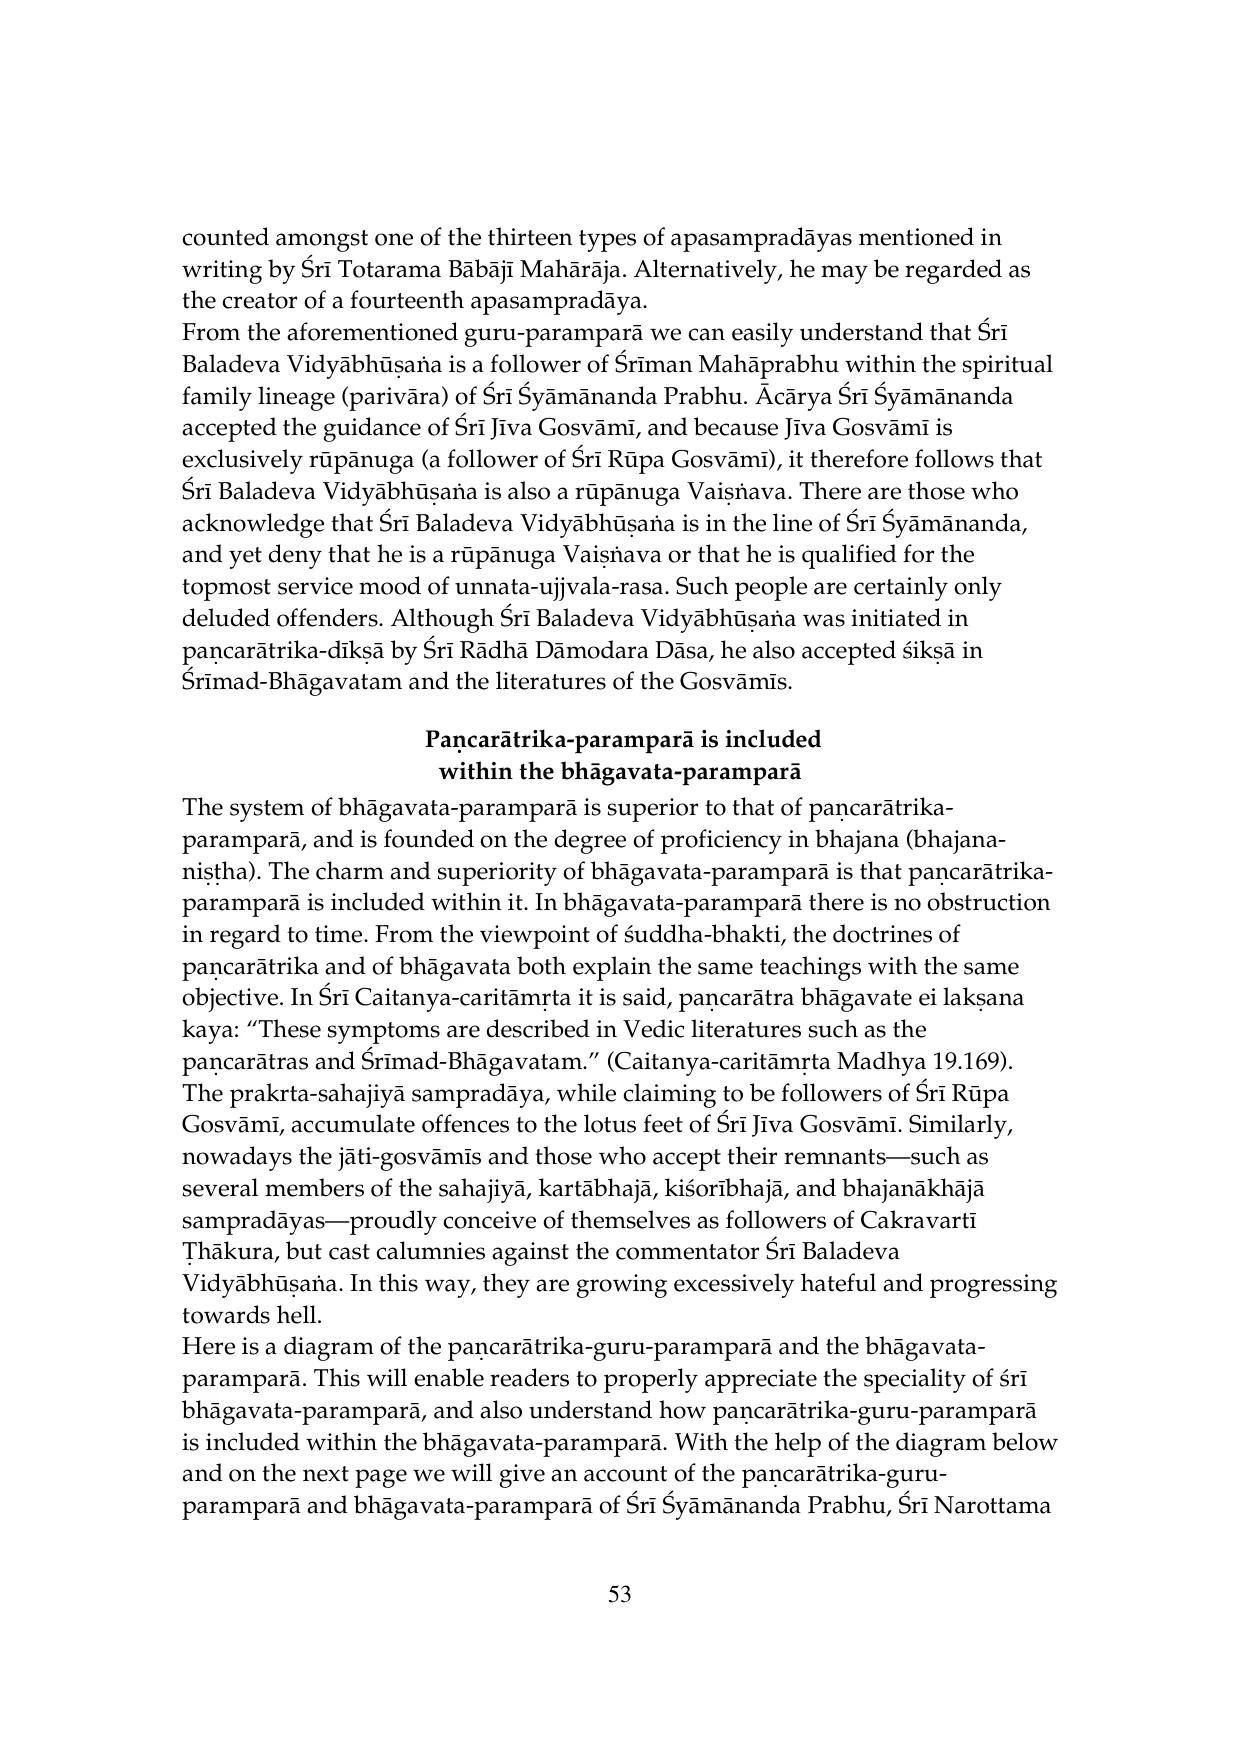 counted amongst one of the thirteen types of apasampradāyas mentioned in
writing by Śrī Totarama Bābājī Mahārāja. Alternatively, he may be regarded as
the creator of a fourteenth apasampradāya.
From the aforementioned guru-paramparā we can easily understand that Śrī
Baladeva Vidyābhūṣaṅa is a follower of Śrīman Mahāprabhu within the spiritual
family lineage (parivāra) of Śrī Śyāmānanda Prabhu. Ācārya Śrī Śyāmānanda
accepted the guidance of Śrī Jīva Gosvāmī, and because Jīva Gosvāmī is
exclusively rūpānuga (a follower of Śrī Rūpa Gosvāmī), it therefore follows that
Śrī Baladeva Vidyābhūṣaṅa is also a rūpānuga Vaiṣṅava. There are those who
acknowledge that Śrī Baladeva Vidyābhūṣaṅa is in the line of Śrī Śyāmānanda,
and yet deny that he is a rūpānuga Vaiṣṅava or that he is qualified for the
topmost service mood of unnata-ujjvala-rasa. Such people are certainly only
deluded offenders. Although Śrī Baladeva Vidyābhūṣaṅa was initiated in
paṇcarātrika-dīkṣā by Śrī Rādhā Dāmodara Dāsa, he also accepted śikṣā in
Śrīmad-Bhāgavatam and the literatures of the Gosvāmīs.
Paṇcarātrika-paramparā is included
within the bhāgavata-paramparā
The system of bhāgavata-paramparā is superior to that of paṇcarātrika-
paramparā, and is founded on the degree of proficiency in bhajana (bhajana-
niṣṭha). The charm and superiority of bhāgavata-paramparā is that paṇcarātrika-
paramparā is included within it. In bhāgavata-paramparā there is no obstruction
in regard to time. From the viewpoint of śuddha-bhakti, the doctrines of
paṇcarātrika and of bhāgavata both explain the same teachings with the same
objective. In Śrī Caitanya-caritāmṛta it is said, paṇcarātra bhāgavate ei lakṣana
kaya: “These symptoms are described in Vedic literatures such as the
paṇcarātras and Śrīmad-Bhāgavatam.” (Caitanya-caritāmṛta Madhya 19.169).
The prakrta-sahajiyā sampradāya, while claiming to be followers of Śrī Rūpa
Gosvāmī, accumulate offences to the lotus feet of Śrī Jīva Gosvāmī. Similarly,
nowadays the jāti-gosvāmīs and those who accept their remnants—such as
several members of the sahajiyā, kartābhajā, kiśorībhajā, and bhajanākhājā
sampradāyas—proudly conceive of themselves as followers of Cakravartī
Ṭhākura, but cast calumnies against the commentator Śrī Baladeva
Vidyābhūṣaṅa. In this way, they are growing excessively hateful and progressing
towards hell.
Here is a diagram of the paṇcarātrika-guru-paramparā and the bhāgavata-
paramparā. This will enable readers to properly appreciate the speciality of śrī
bhāgavata-paramparā, and also understand how paṇcarātrika-guru-paramparā
is included within the bhāgavata-paramparā. With the help of the diagram below
and on the next page we will give an account of the paṇcarātrika-guru-
paramparā and bhāgavata-paramparā of Śrī Śyāmānanda Prabhu, Śrī Narottama
53